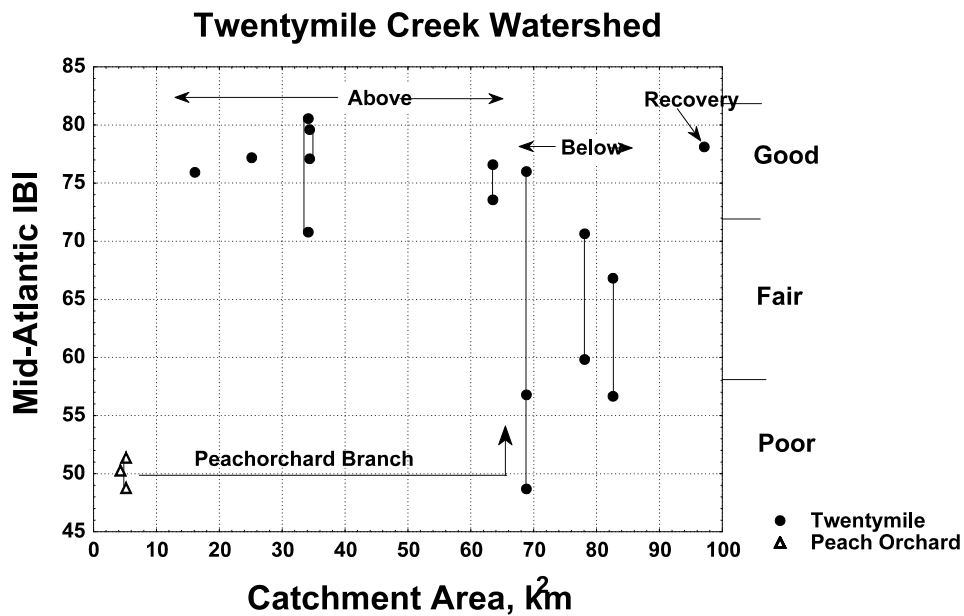 Twentymile Creek Watershed
Mid-Atlantic IBI
85
80
75
70
65
60
55
50
45
Above
Recovery
Below
Good
Fair
Poor
Peachorchard Branch
0 10 20 30 40 50 60 70 80 90 100
Catchment Area, k2m
Twentymile
Peach Orchard